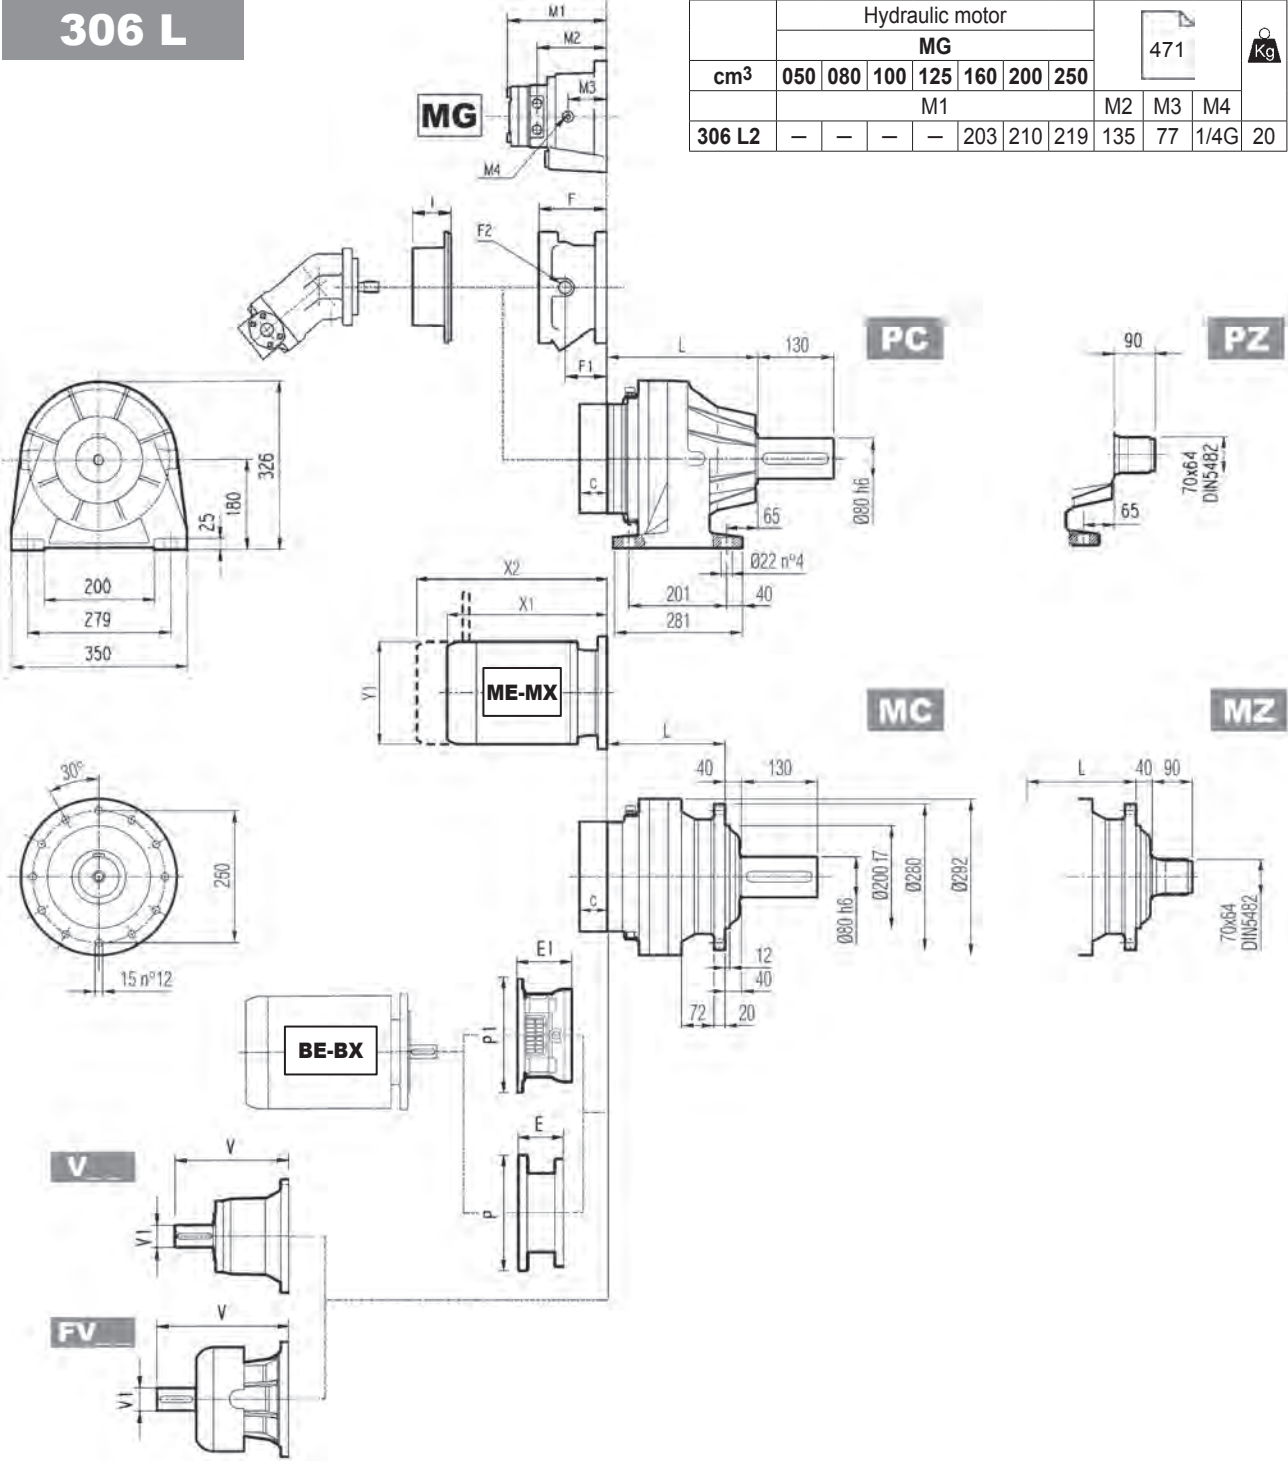 306 L
Hydraulic motor
MG
471
Kg
cm³ 050 080 100 125 160 200 250
M1 M2 M3 M4
306 L2 — — — — 203 210 219 135 77 1/4G 20
M1
M2
M3
MG
M4
I
F
F2
F1
PC
PZ
L 130
90
326
180
25
200
279
350
C
Ø80 h6
65
Ø22 n°4
201 40
281
70x64
DIN5482
65
X2
X1
Y1
ME-MX
MC
MZ
L
40 130
L 40 90
30°
260
15 n°12
C
Ø80 h6
Ø200 f7
Ø280
Ø292
12
40
72 20
70x64
DIN5482
E1
P1
BE-BX
E
P
V
V
V1
FV
V
V1